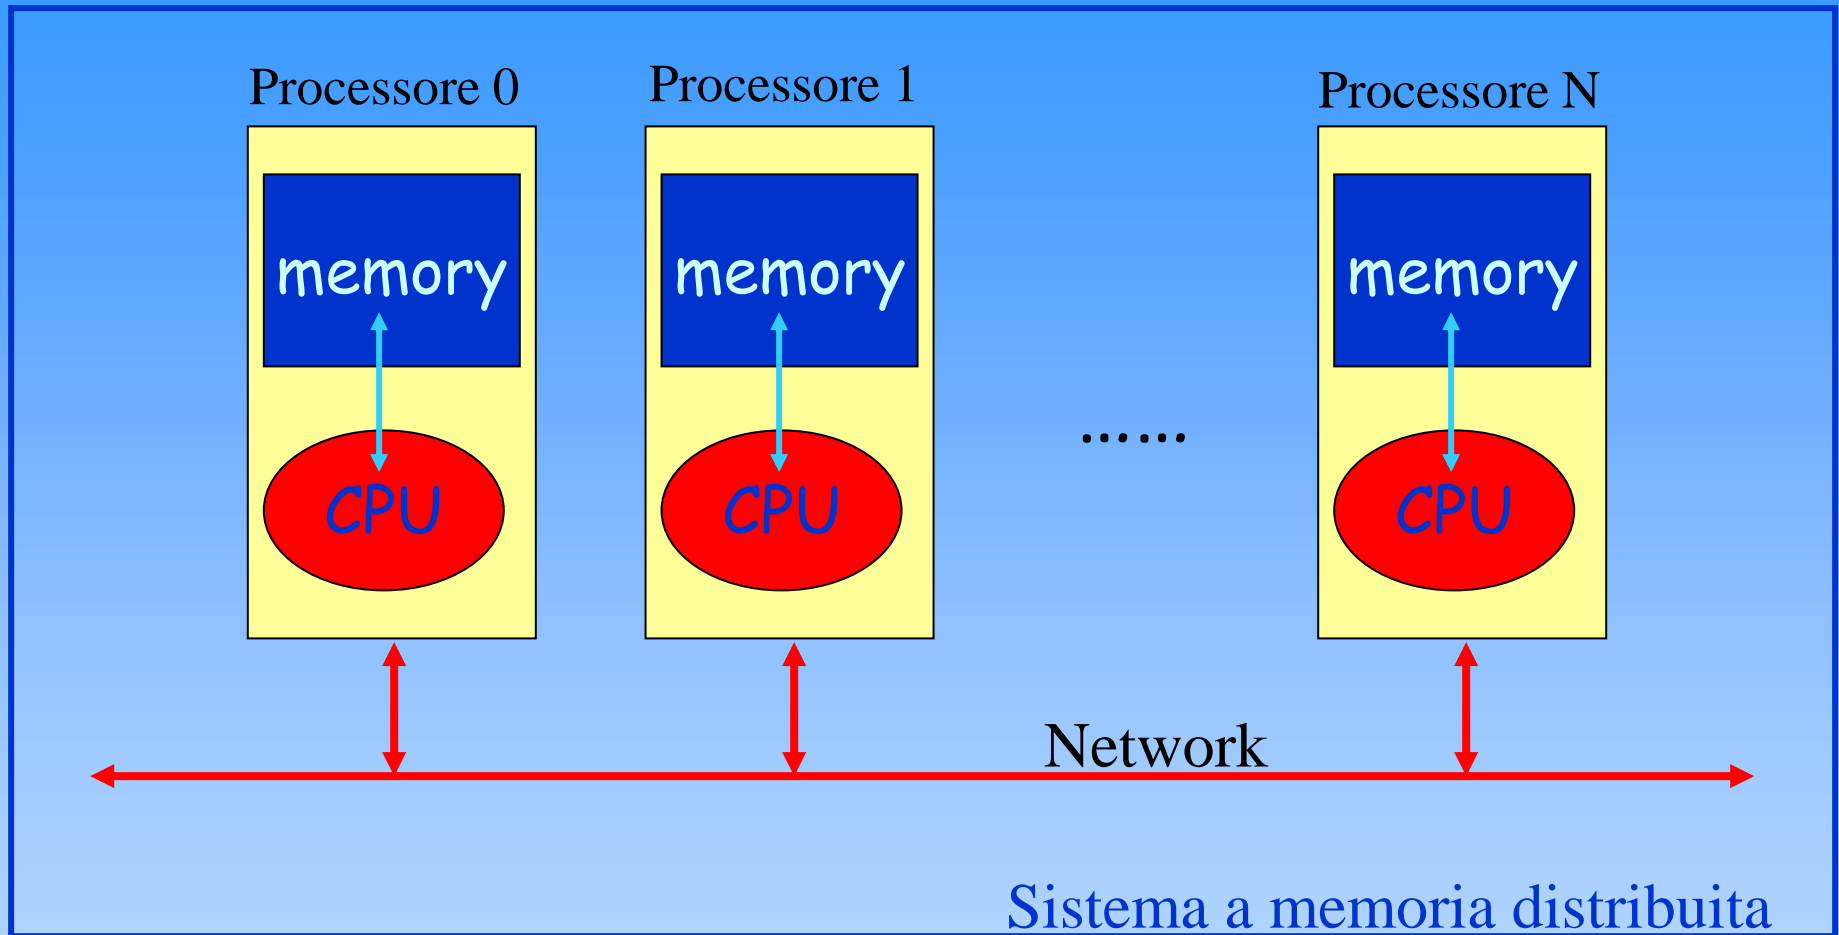 Processore 0
Processore 1
Processore N
memory
memory
memory
......
CPU
CPU
CPU
Network
Sistema a memoria distribuita